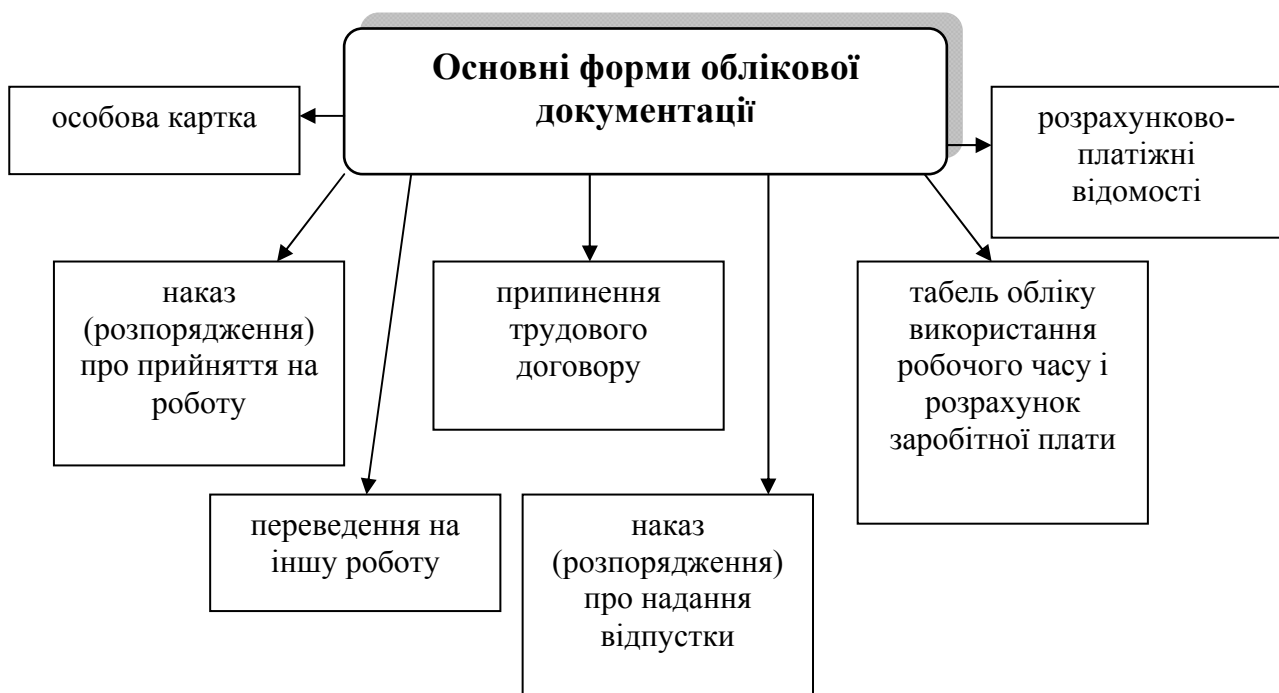 Основні форми облікової
документації
особова картка
розрахунково-
платіжні
відомості
наказ
(розпорядження)
про прийняття на
роботу
припинення
трудового
договору
табель обліку
використання
робочого часу і
розрахунок
заробітної плати
переведення на
іншу роботу
наказ
(розпорядження)
про надання
відпустки